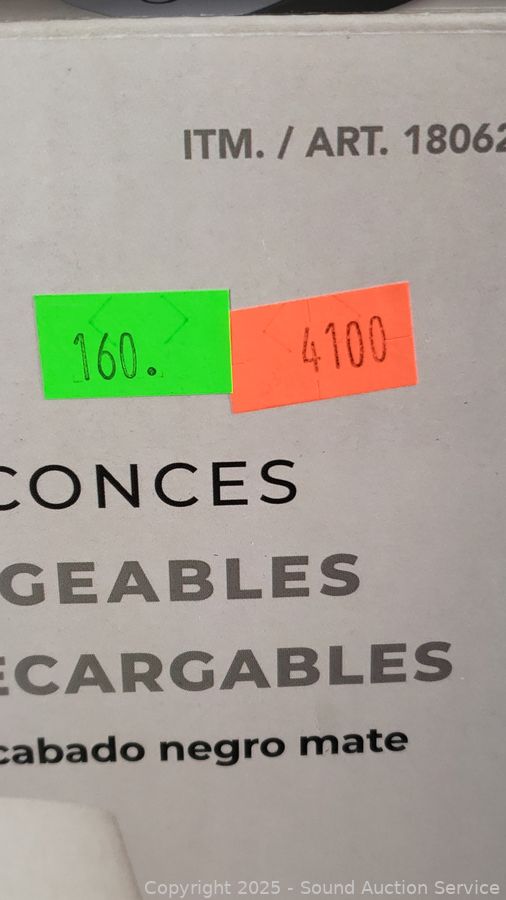 ITM. / ART. 18062
160. 4100
CONCES
GEABLES
ECARGABLES
cabado negro mate
Copyright 2025 - Sound Auction Service